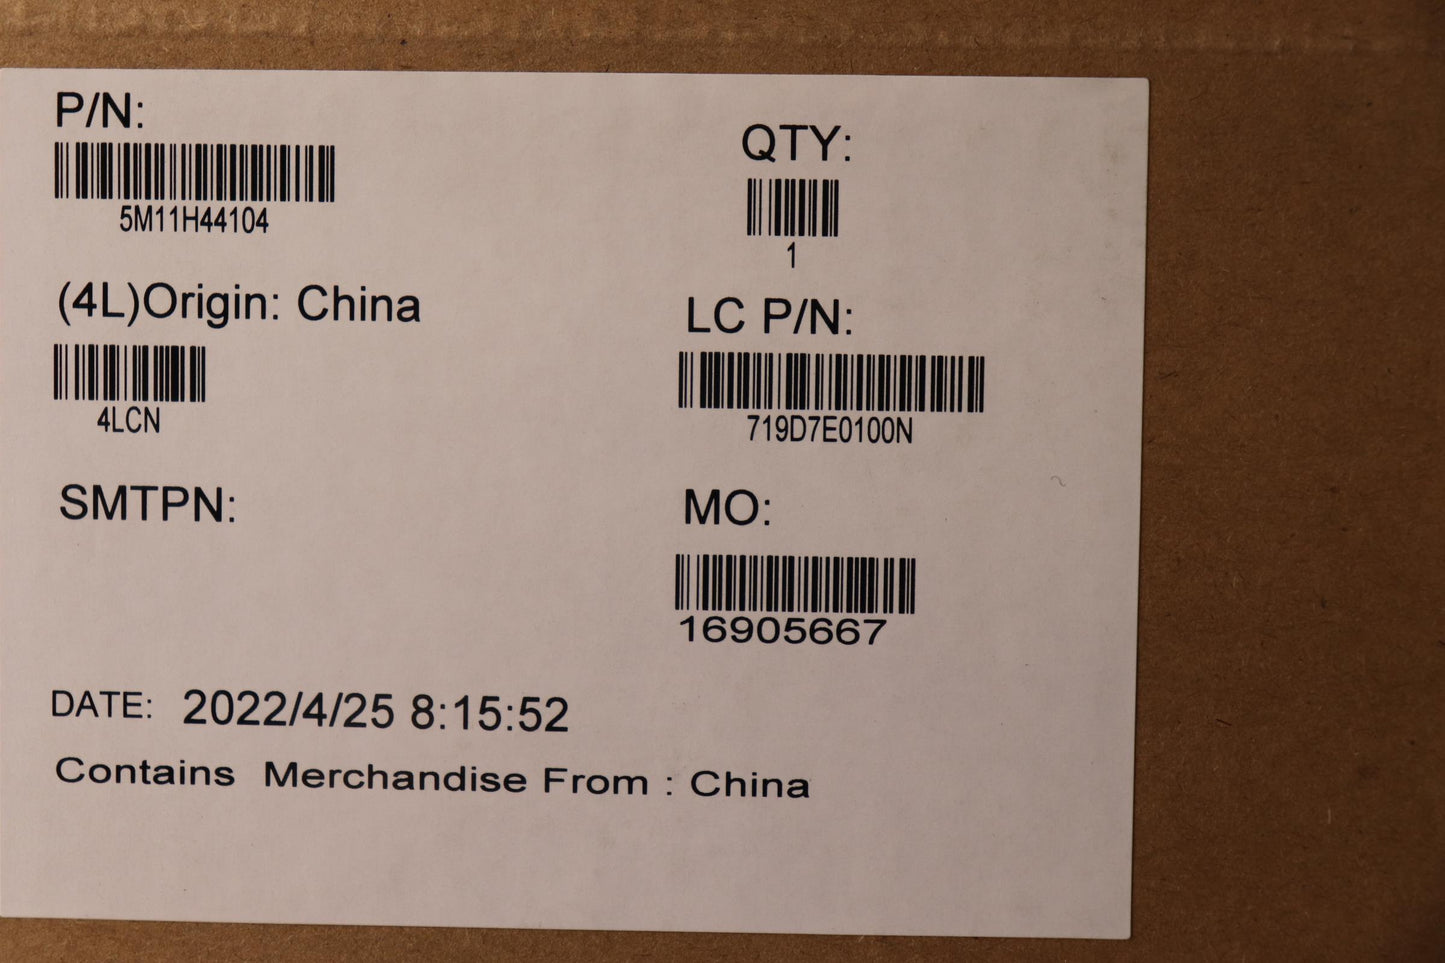 P/N:
5M11H44104
QTY:
1
(4L)Origin: China
4LCN
LC P/N:
719D7E0100N
SMTPN:
MO:
16905667
DATE: 2022/4/25 8:15:52
Contains Merchandise From : China